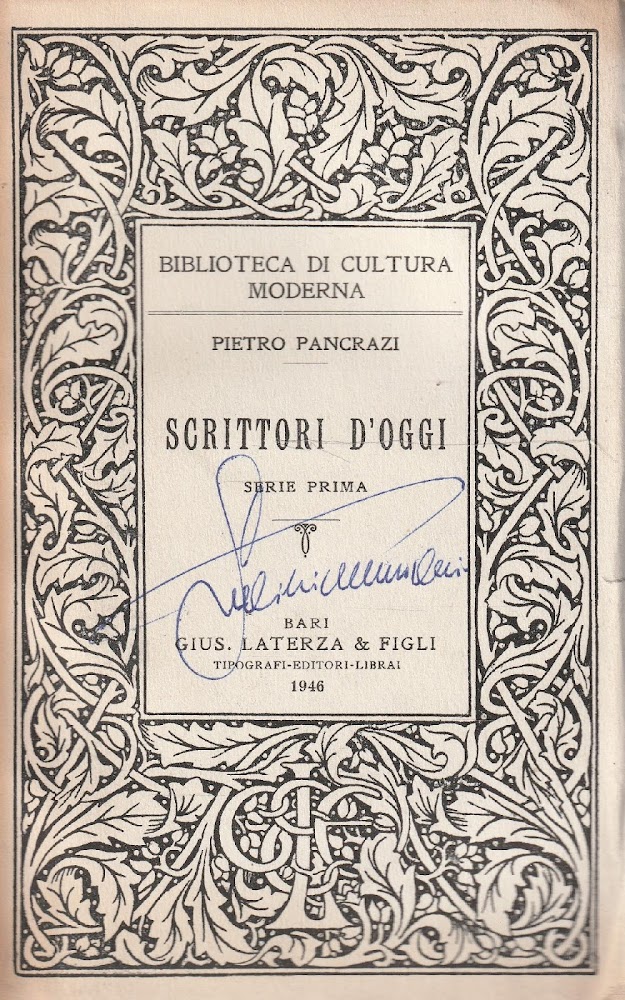 BIBLIOTECA DI CULTURA
MODERNA
PIETRO PANCRAZI
SCRITTORI D'OGGI
SERIE PRIMA
BARI
GIUS. LATERZA & FIGLI
TIPOGRAFI-EDITORI-LIBRAI
1946